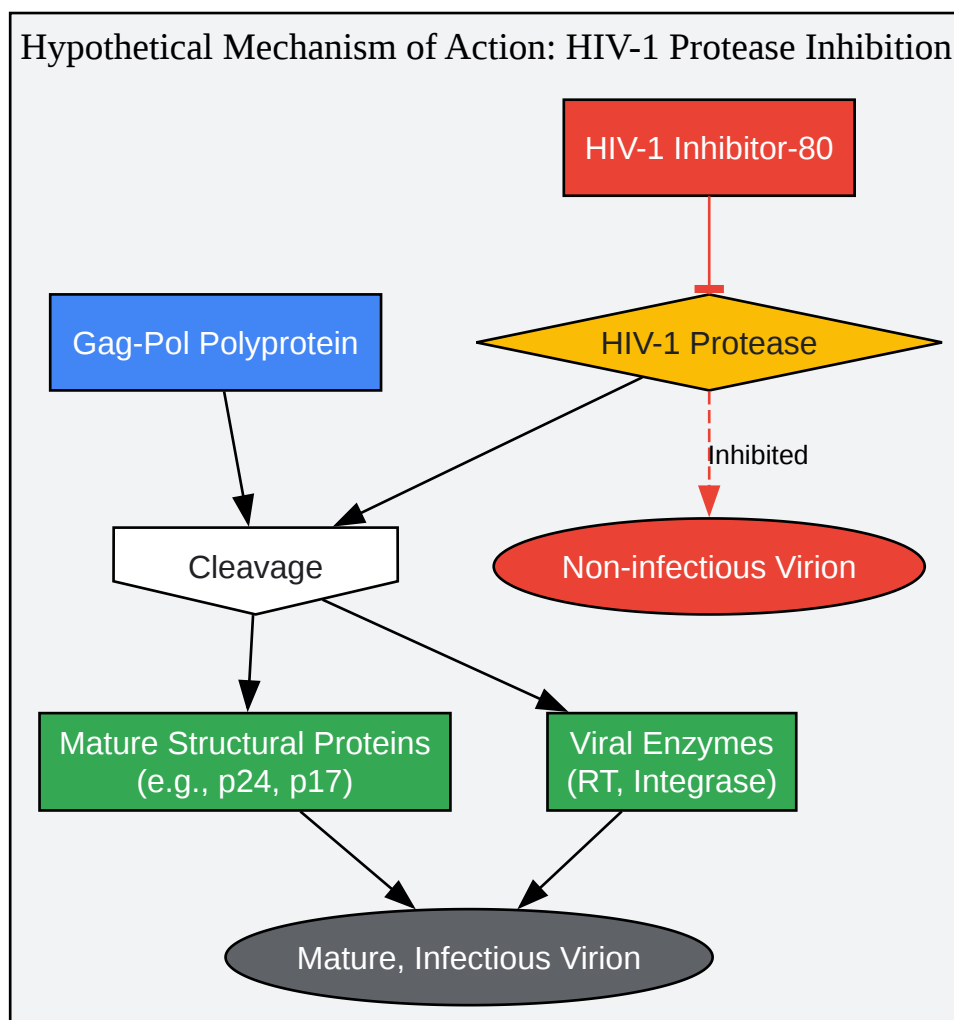 Hypothetical Mechanism of Action: HIV-1 Protease Inhibition
HIV-1 Inhibitor-80
Gag-Pol Polyprotein
HIV-1 Protease
Inhibited
Cleavage
Non-infectious Virion
Mature Structural Proteins
(e.g., p24, p17)
Viral Enzymes
(RT, Integrase)
Mature, Infectious Virion